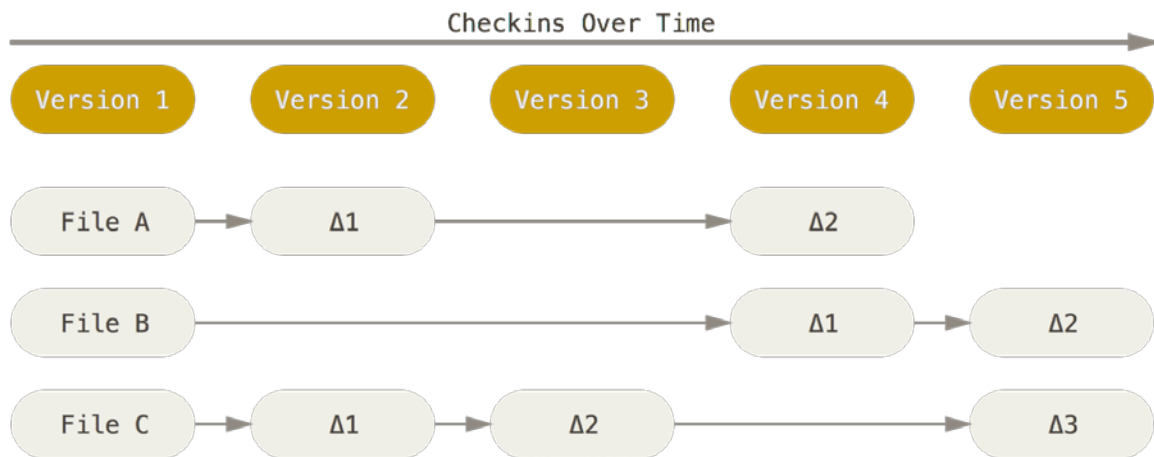 Checkins Over Time
Version 1 Version 2 Version 3 Version 4 Version 5
File A Δ1 Δ2
File B Δ1 Δ2
File C Δ1 Δ2 Δ3